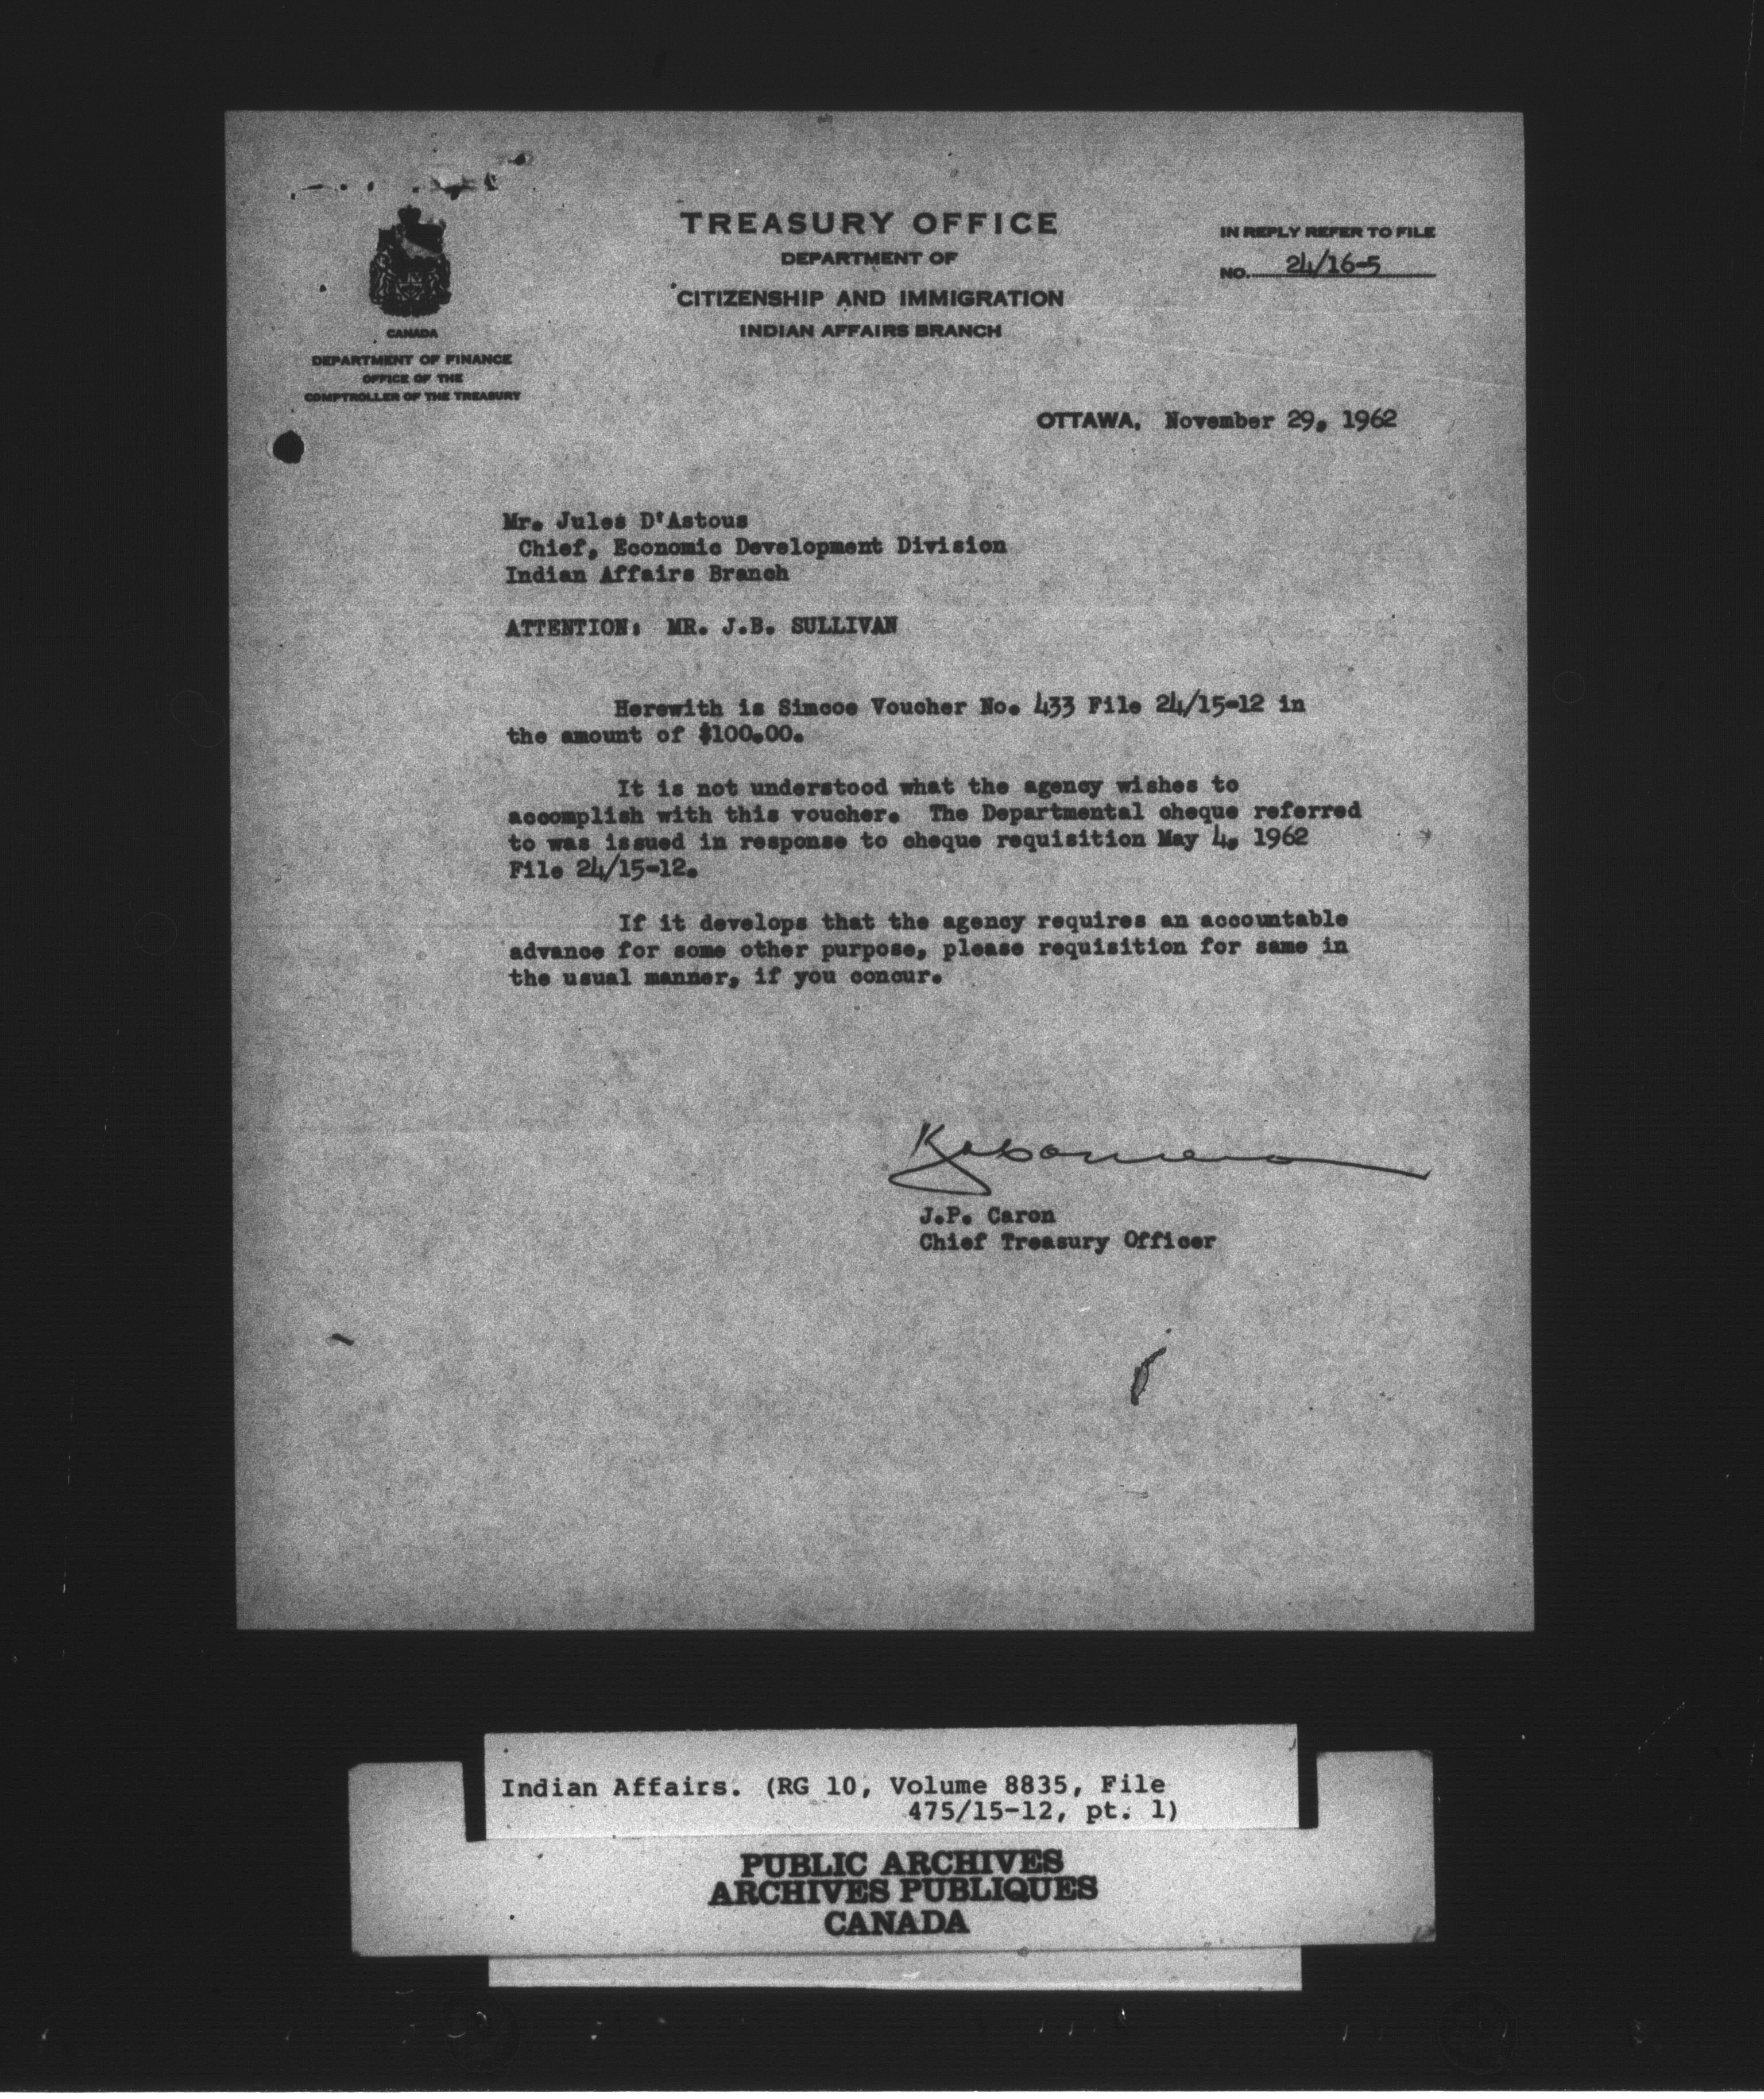 TREASURY OFFICE
DEPARTMENT OF
CITIZENSHIP AND IMMIGRATION
INDIAN AFFAIRS BRANCH
IN REPLY REFER TO FILE
NO. 24/16-5
CANADA
DEPARTMENT OF FINANCE
OFFICE OF THE
COMPTROLLER OF THE TREASURY
OTTAWA, November 29, 1962
Mr. Jules D'Astous
Chief, Economic Development Division
Indian Affairs Branch
ATTENTION: MR. J.B. SULLIVAN
Herewith is Simcoe Voucher No. 433 File 24/15-12 in
the amount of $100.00.
It is not understood what the agency wishes to
accomplish with this voucher. The Departmental cheque referred
to was issued in response to cheque requisition May 4, 1962
File 24/15-12.
If it develops that the agency requires an accountable
advance for some other purpose, please requisition for same in
the usual manner, if you concur.
J.P. Caron
Chief Treasury Officer
Indian Affairs. (RG 10, Volume 8835, File
475/15-12, pt. 1)
PUBLIC ARCHIVES
ARCHIVES PUBLIQUES
CANADA